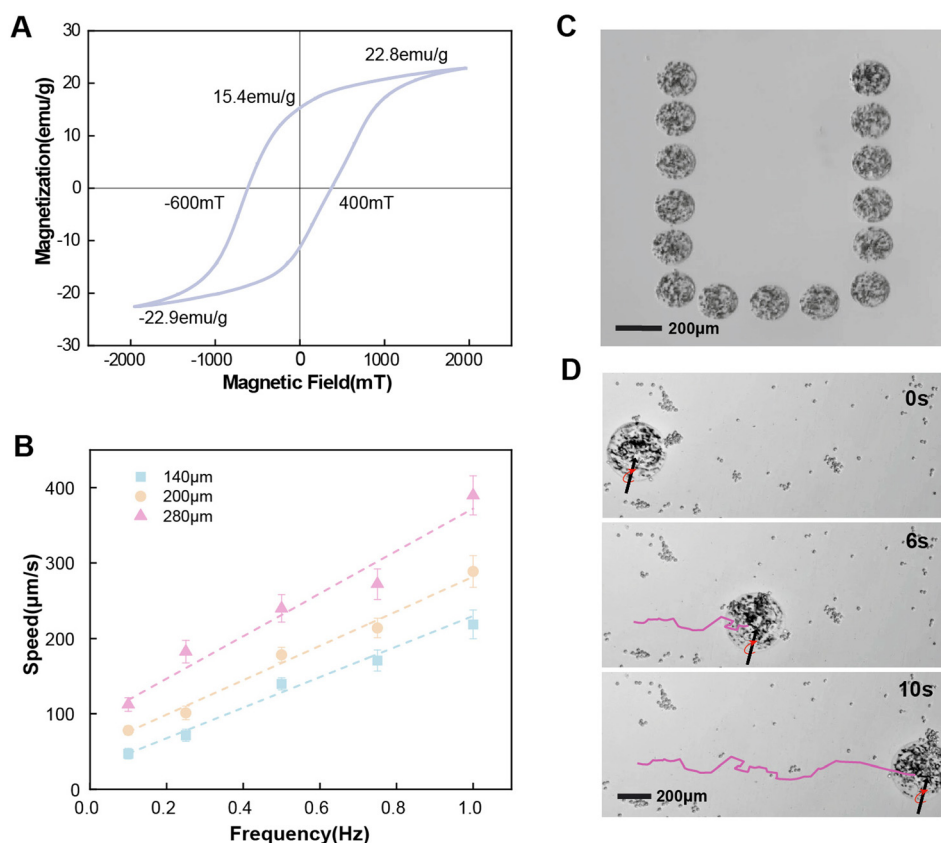 A
Magnetization(emu/g)
30
20
10
0
-10
-20
-30
22.8emu/g
15.4emu/g
-600mT
400mT
-22.9emu/g
-2000
-1000
0
1000
2000
Magnetic Field(mT)
B
Speed(μm/s)
400
300
200
100
0
140μm
200μm
280μm
0.0
0.2
0.4
0.6
0.8
1.0
Frequency(Hz)
C
200μm
D
0s
6s
10s
200μm